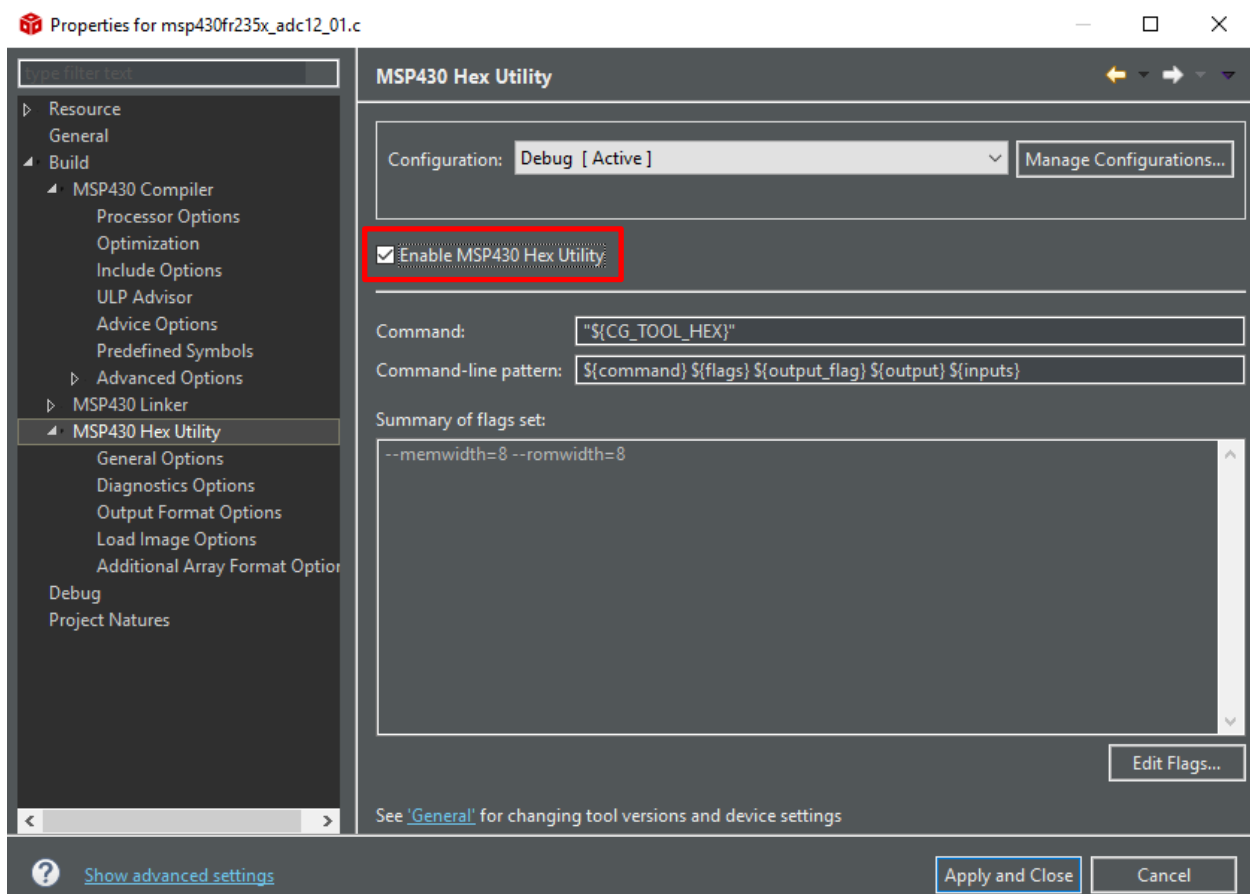 Properties for msp430fr235x_adc12_01.c
type filter text
Resource
General
Build
MSP430 Compiler
Processor Options
Optimization
Include Options
ULP Advisor
Advice Options
Predefined Symbols
Advanced Options
MSP430 Linker
MSP430 Hex Utility
General Options
Diagnostics Options
Output Format Options
Load Image Options
Additional Array Format Option
Debug
Project Natures
MSP430 Hex Utility
Configuration: Debug [ Active ] Manage Configurations...
Enable MSP430 Hex Utility
Command: "${CG_TOOL_HEX}"
Command-line pattern: ${command} ${flags} ${output_flag} ${output} ${inputs}
Summary of flags set:
--memwidth=8 --romwidth=8
Edit Flags...
See 'General' for changing tool versions and device settings
Show advanced settings
Apply and Close
Cancel